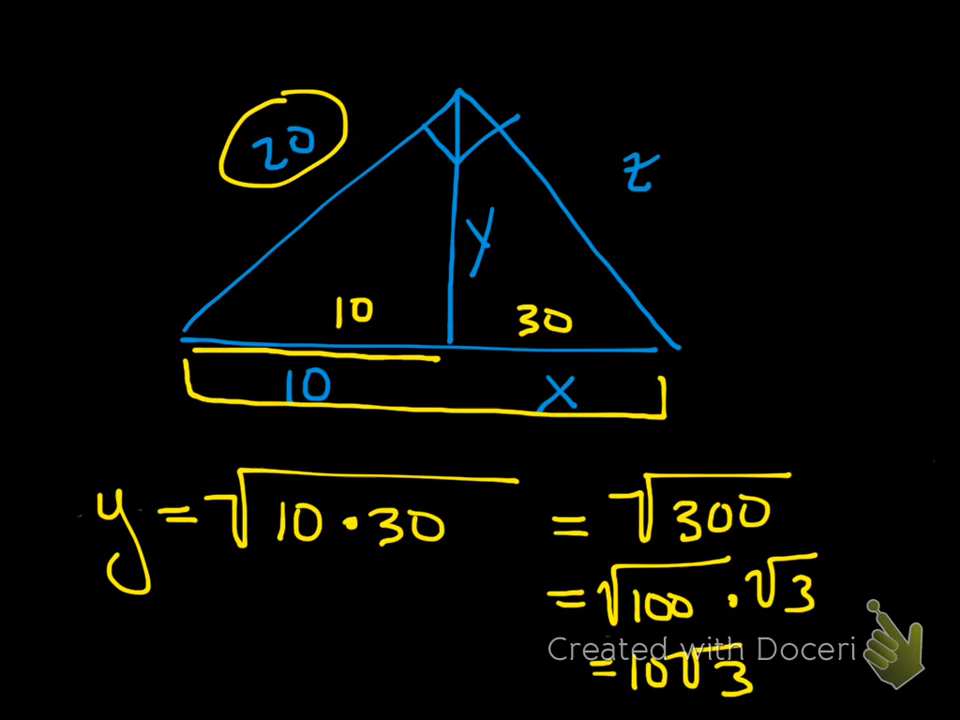 20
z
y
10 30
10 x
y = √10 · 30 = √300
= √100 · √3
Created with Doceri
= 10√3